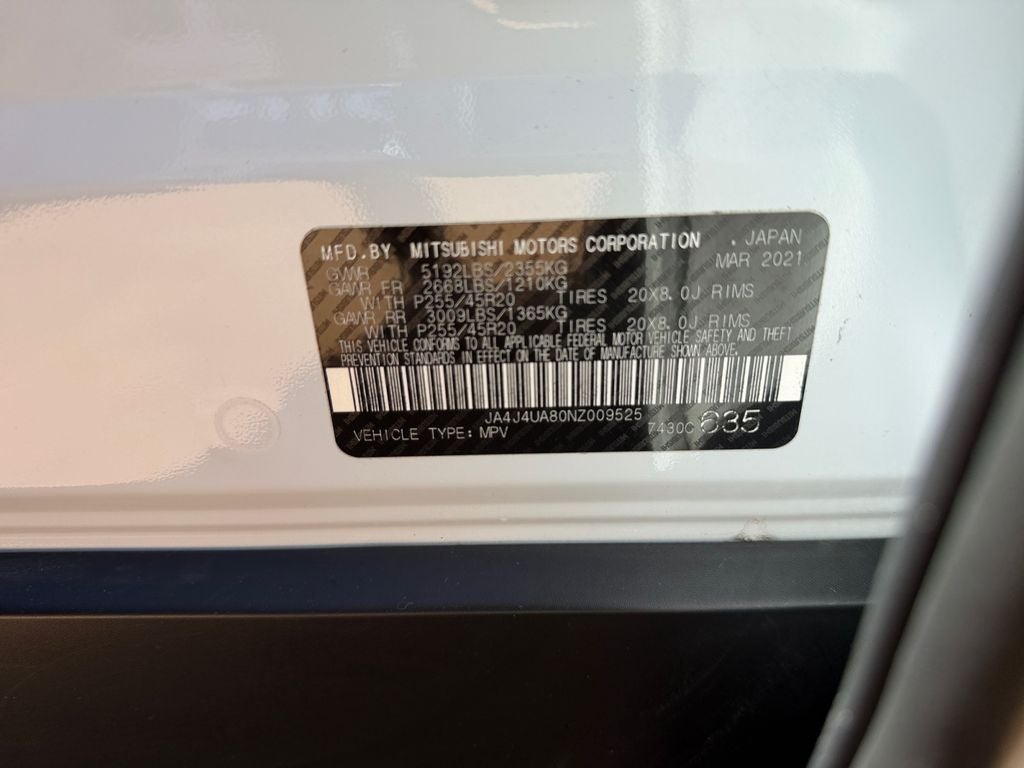 MFD.BY MITSUBISHI MOTORS CORPORATION . JAPAN
MAR 2021
GVWR 5192LBS/2355KG
GAWR FR 2668LBS/1210KG
WITH P255/45R20 TIRES 20X8.0J RIMS
GAWR RR 3009LBS/1365KG
WITH P255/45R20 TIRES 20X8.0J RIMS
THIS VEHICLE CONFORMS TO ALL APPLICABLE FEDERAL MOTOR VEHICLE SAFETY AND THEFT
PREVENTION STANDARDS IN EFFECT ON THE DATE OF MANUFACTURE SHOWN ABOVE.
JA4J4UA80NZ009525
VEHICLE TYPE: MPV 7430C 635